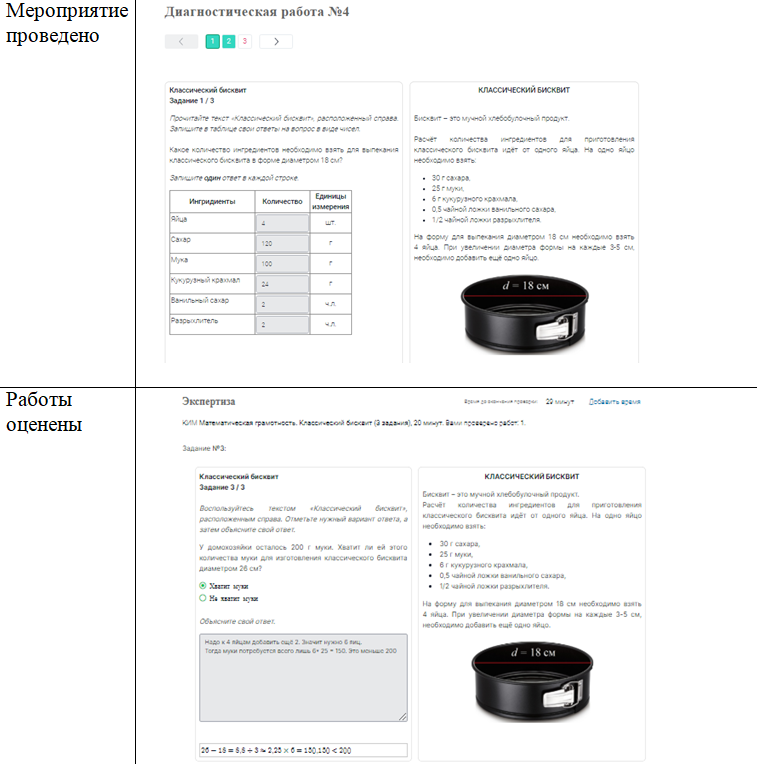 Мероприятие
проведено
Диагностическая работа №4
1 2 3
Классический бисквит
Задание 1 / 3
Прочитайте текст «Классический бисквит», расположенный справа.
Запишите в таблице свои ответы на вопрос в виде чисел.
Какое количество ингредиентов необходимо взять для выпекания
классического бисквита в форме диаметром 18 см?
Запишите один ответ в каждой строке.
Ингридиенты Количество Единицы
измерения
Яйца 4 шт.
Сахар 120 г
Мука 100 г
Кукурузный крахмал 24 г
Ванильный сахар 2 ч.л.
Разрыхлитель 2 ч.л.
КЛАССИЧЕСКИЙ БИСКВИТ
Бисквит – это мучной хлебобулочный продукт.
Расчёт количества ингредиентов для приготовления
классического бисквита идёт от одного яйца. На одно яйцо
необходимо взять:
• 30 г сахара,
• 25 г муки,
• 6 г кукурузного крахмала,
• 0,5 чайной ложки ванильного сахара,
• 1/2 чайной ложки разрыхлителя.
На форму для выпекания диаметром 18 см необходимо взять
4 яйца. При увеличении диаметра формы на каждые 3-5 см,
необходимо добавить ещё одно яйцо.
d = 18 см
Работы
оценены
Экспертиза
Время до окончания проверки: 29 минут Добавить время
КИМ Математическая грамотность. Классический бисквит (3 задания), 20 минут. Вами проверено работ: 1.
Задание №3:
Классический бисквит
Задание 3 / 3
Воспользуйтесь текстом «Классический бисквит»,
расположенным справа. Отметьте нужный вариант ответа, а
затем объясните свой ответ.
У домохозяйки осталось 200 г муки. Хватит ли ей этого
количества муки для изготовления классического бисквита
диаметром 26 см?
Хватит муки
Не хватит муки
Объясните свой ответ.
Надо к 4 яйцам добавить ещё 2. Значит нужно 6 яиц.
Тогда муки потребуется всего лишь 6* 25 = 150. Это меньше 200
КЛАССИЧЕСКИЙ БИСКВИТ
Бисквит – это мучной хлебобулочный продукт.
Расчёт количества ингредиентов для приготовления
классического бисквита идёт от одного яйца. На одно яйцо
необходимо взять:
• 30 г сахара,
• 25 г муки,
• 6 г кукурузного крахмала,
• 0,5 чайной ложки ванильного сахара,
• 1/2 чайной ложки разрыхлителя.
На форму для выпекания диаметром 18 см необходимо взять
4 яйца. При увеличении диаметра формы на каждые 3-5 см,
необходимо добавить ещё одно яйцо.
d = 18 см